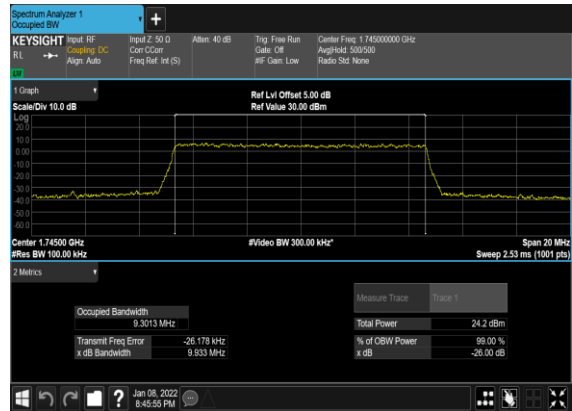 Spectrum Analyzer 1
Occupied BW
KEYSIGHT
RL
Input: RF
Coupling: DC
Align: Auto
Input Z: 50 Ω
Corr CCorr
Freq Ref: Int (S)
Atten: 40 dB
Trig: Free Run
Gate: Off
#IF Gain: Low
Center Freq: 1.745000000 GHz
Avg|Hold: 500/500
Radio Std: None
1 Graph
Scale/Div 10.0 dB
Ref Lvl Offset 5.00 dB
Ref Value 30.00 dBm
Log
20.0
10.0
0.00
-10.0
-20.0
-30.0
-40.0
-50.0
-60.0
Center 1.74500 GHz
#Res BW 100.00 kHz
#Video BW 300.00 kHz*
Span 20 MHz
Sweep 2.53 ms (1001 pts)
2 Metrics
Measure Trace
Trace 1
Occupied Bandwidth
9.3013 MHz
Total Power
24.2 dBm
Transmit Freq Error
-26.178 kHz
% of OBW Power
99.00 %
x dB Bandwidth
9.933 MHz
x dB
-26.00 dB
?
Jan 08, 2022
8:45:55 PM